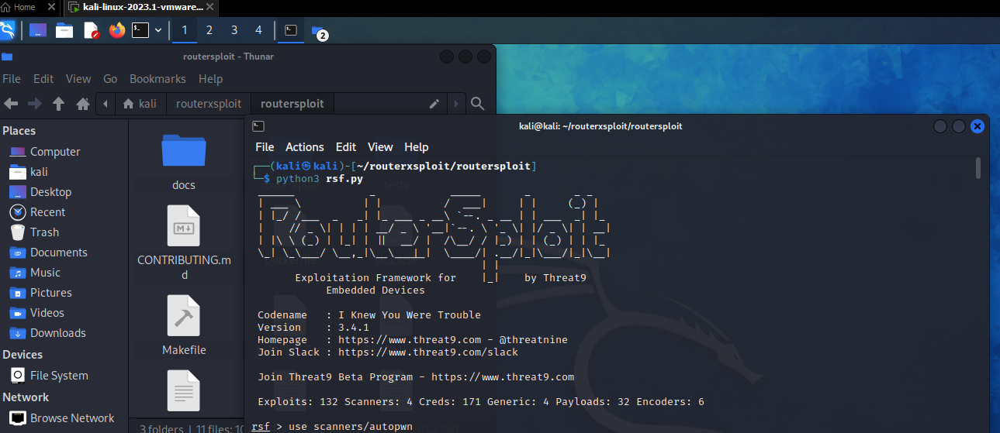 Home
kali-linux-2023.1-vmware...
1 2 3 4
2
routersploit - Thunar
File Edit View Go Bookmarks Help
kali routerxsploit routersploit
Places
Computer
kali
Desktop
Recent
Trash
Documents
Music
Pictures
Videos
Downloads
Devices
File System
Network
Browse Network
docs
CONTRIBUTING.m
d
Makefile
3 folders | 11 files: 10
kali@kali: ~/routerxsploit/routersploit
File Actions Edit View Help
(kali㉿kali)-[~/routerxsploit/routersploit]
$ python3 rsf.py
RouterSploit
Exploitation Framework for by Threat9
Embedded Devices
Codename : I Knew You Were Trouble
Version : 3.4.1
Homepage : https://www.threat9.com - @threatnine
Join Slack : https://www.threat9.com/slack
Join Threat9 Beta Program - https://www.threat9.com
Exploits: 132 Scanners: 4 Creds: 171 Generic: 4 Payloads: 32 Encoders: 6
rsf > use scanners/autopwn